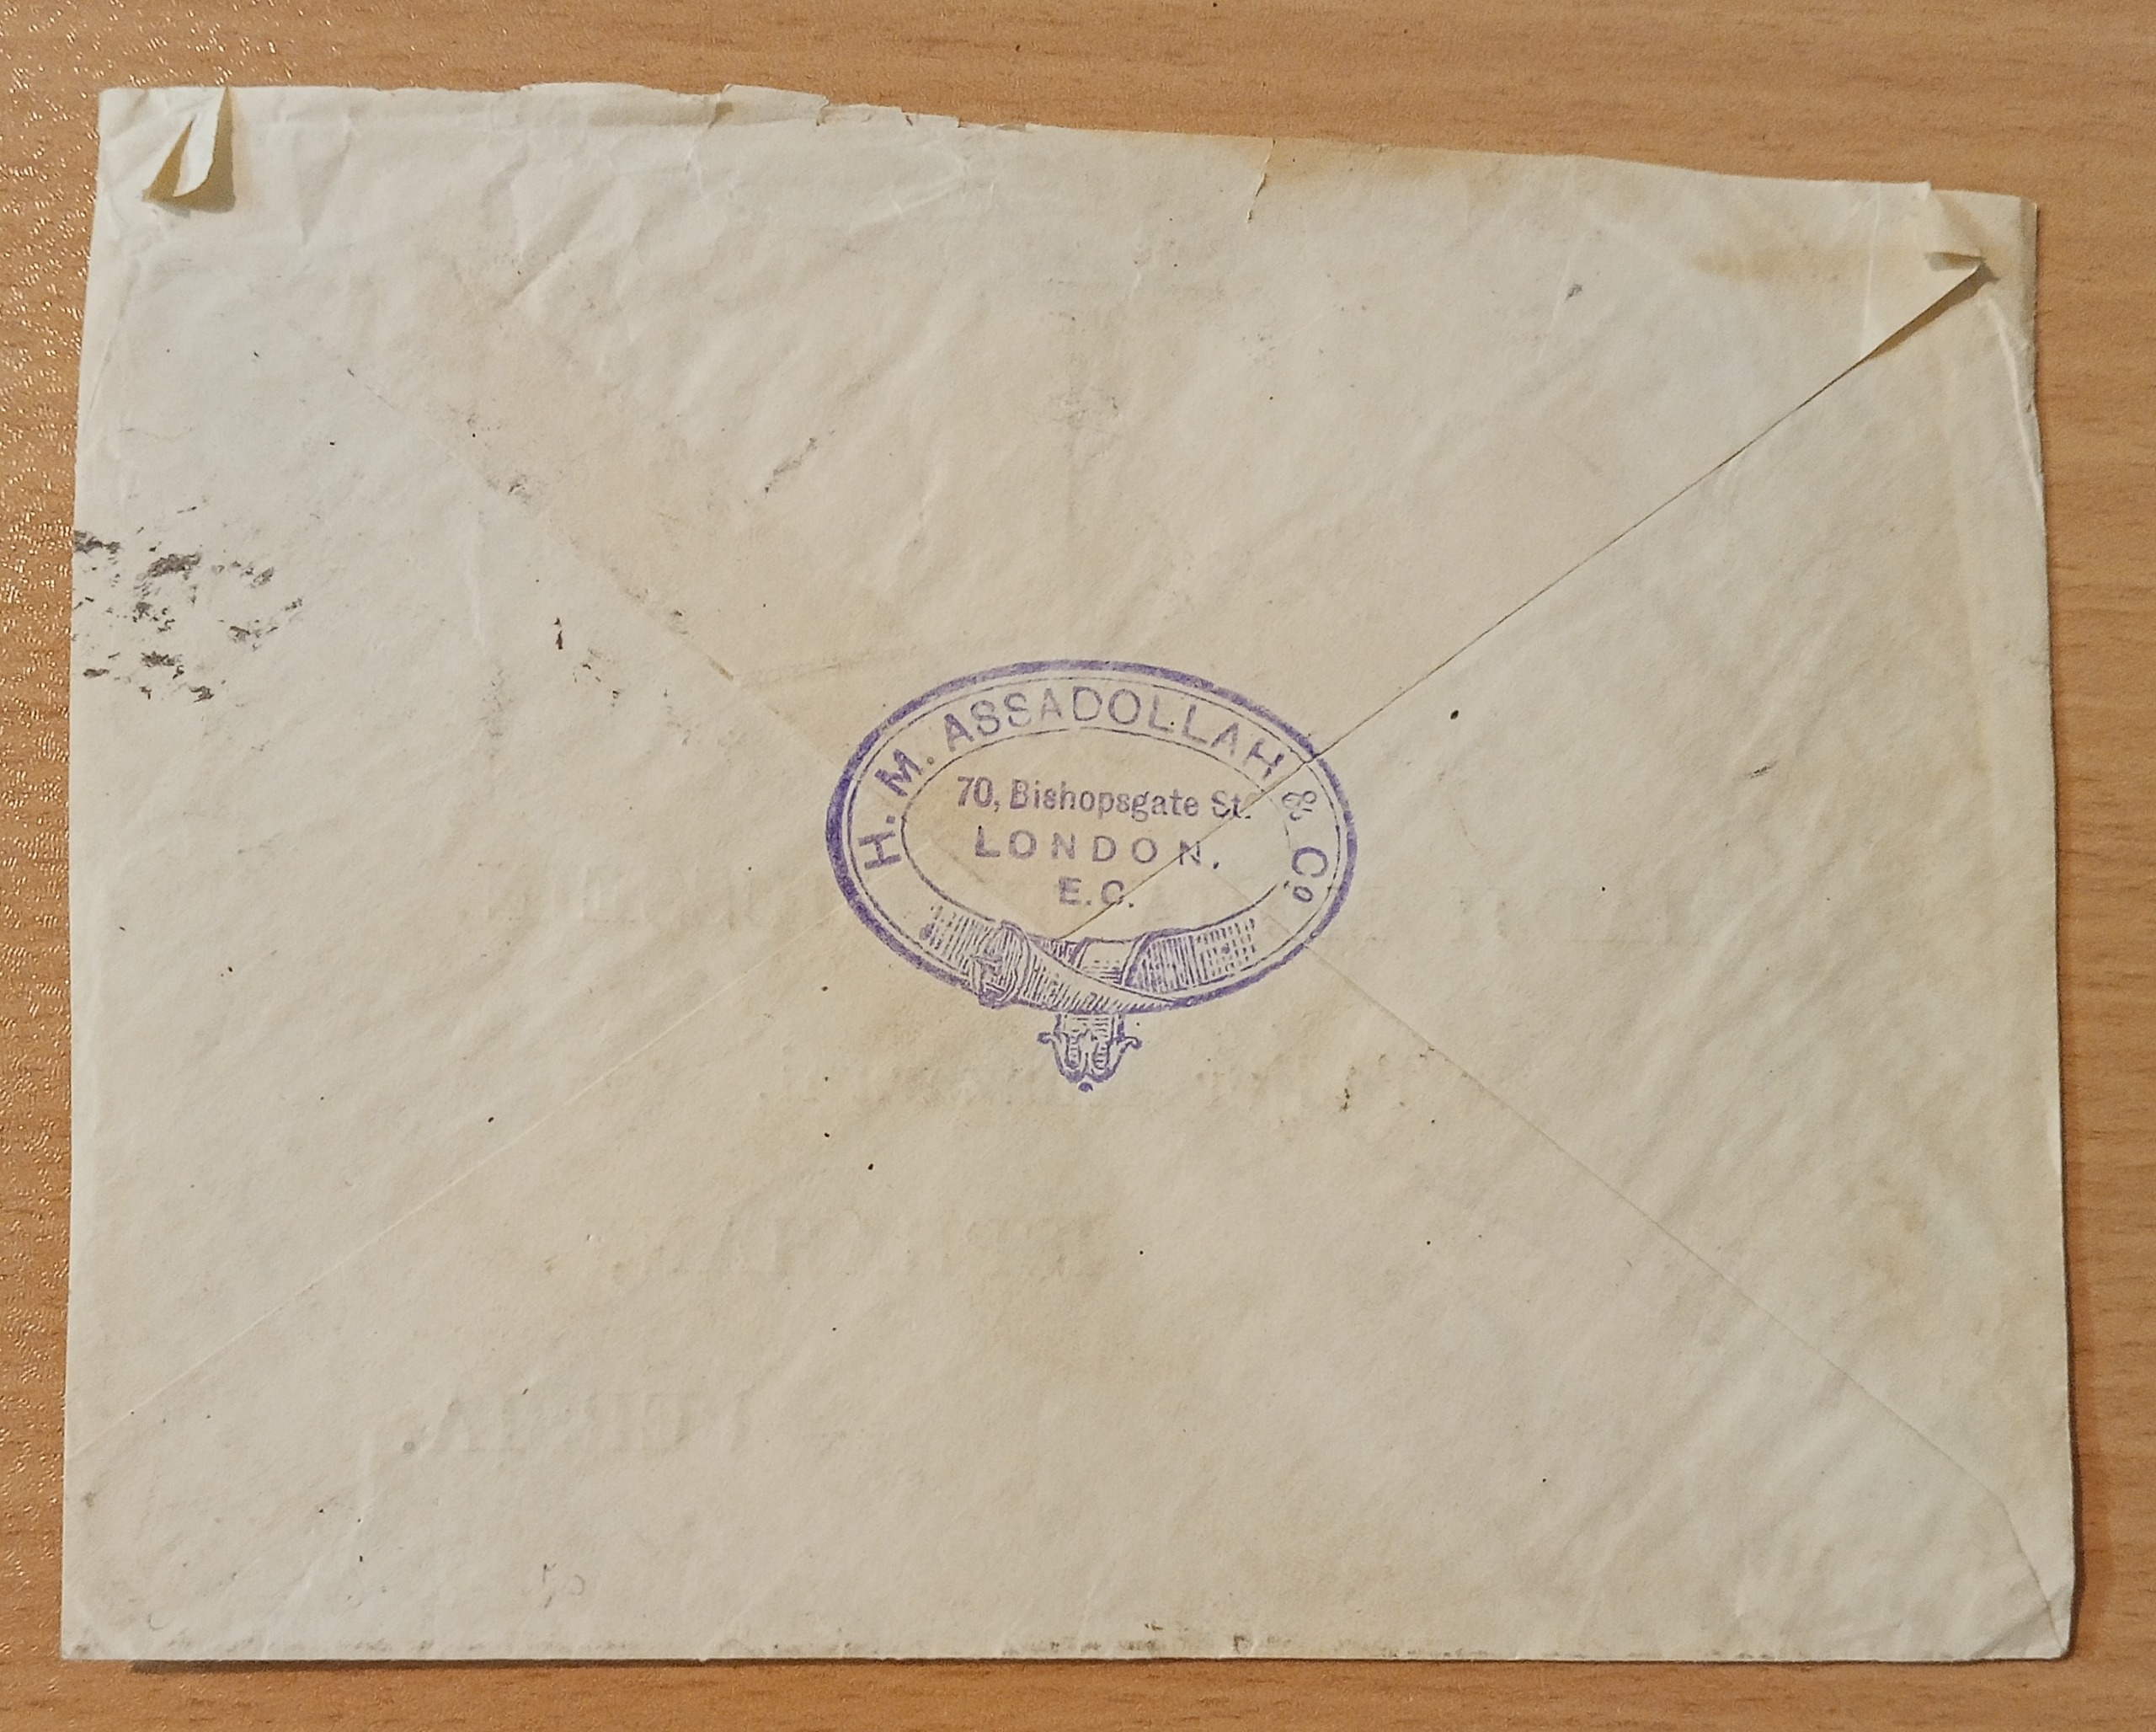 H. M. ASSADOLLAH & Co
70, Bishopsgate St.
LONDON.
E.C.